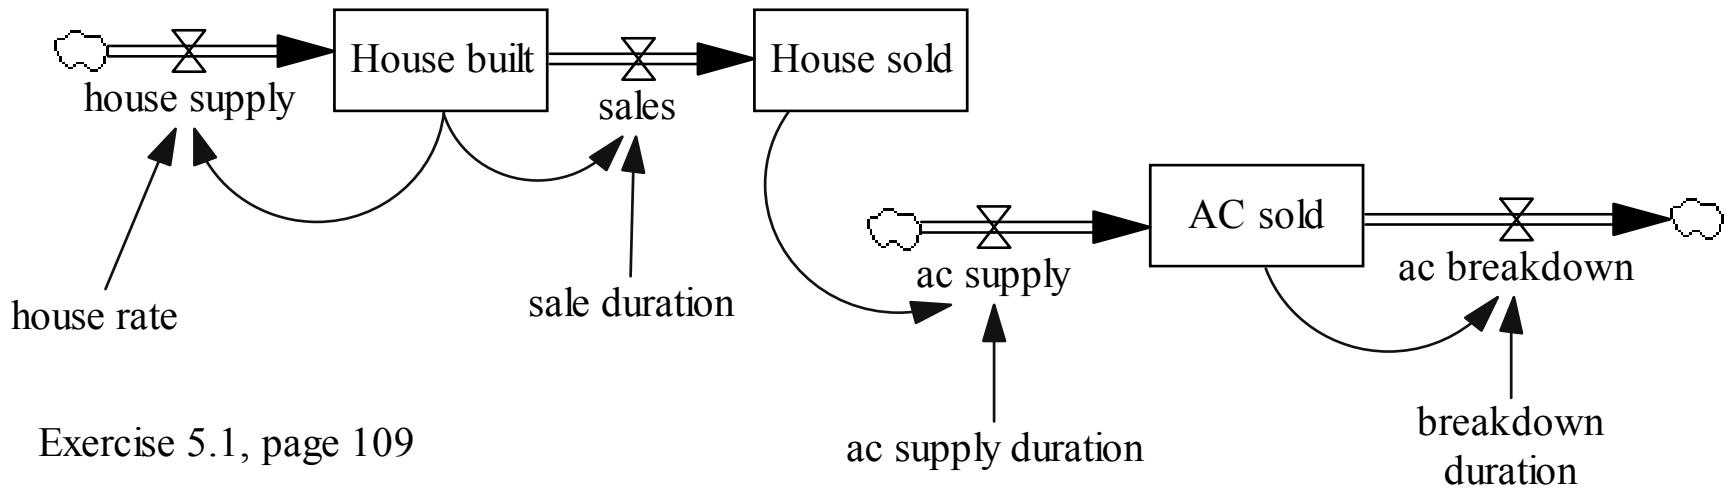 House built
House sold
house supply
sales
AC sold
ac supply
ac breakdown
house rate
sale duration
Exercise 5.1, page 109
ac supply duration
breakdown
duration